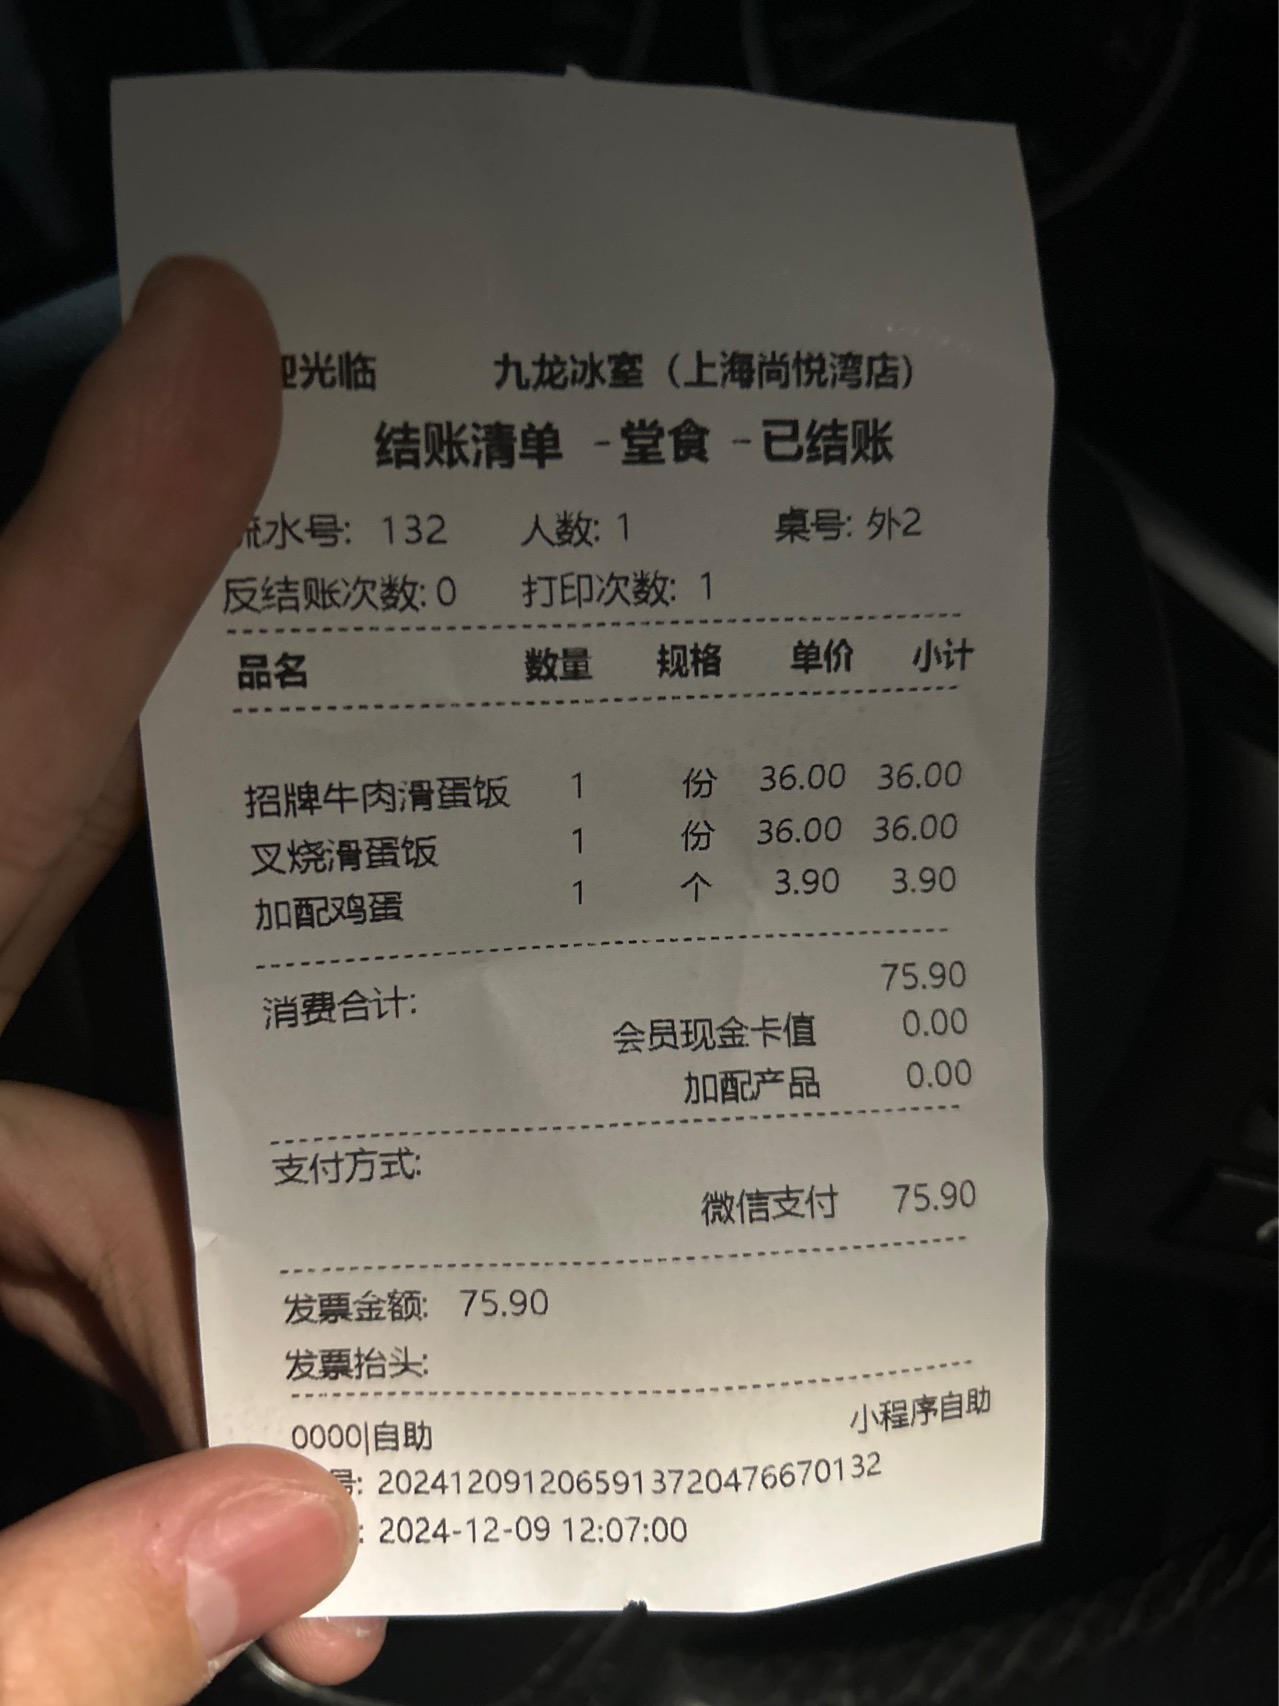 光临 九龙冰室（上海尚悦湾店）
结账清单 -堂食 -已结账
水号: 132 人数: 1 桌号: 外2
反结账次数: 0 打印次数: 1
品名 数量 规格 单价 小计
招牌牛肉滑蛋饭 1 份 36.00 36.00
叉烧滑蛋饭 1 份 36.00 36.00
加配鸡蛋 1 个 3.90 3.90
消费合计: 75.90
会员现金卡值 0.00
加配产品 0.00
支付方式:
微信支付 75.90
发票金额: 75.90
发票抬头:
0000|自助 小程序自助
号: 2024120912065913720476670132
: 2024-12-09 12:07:00